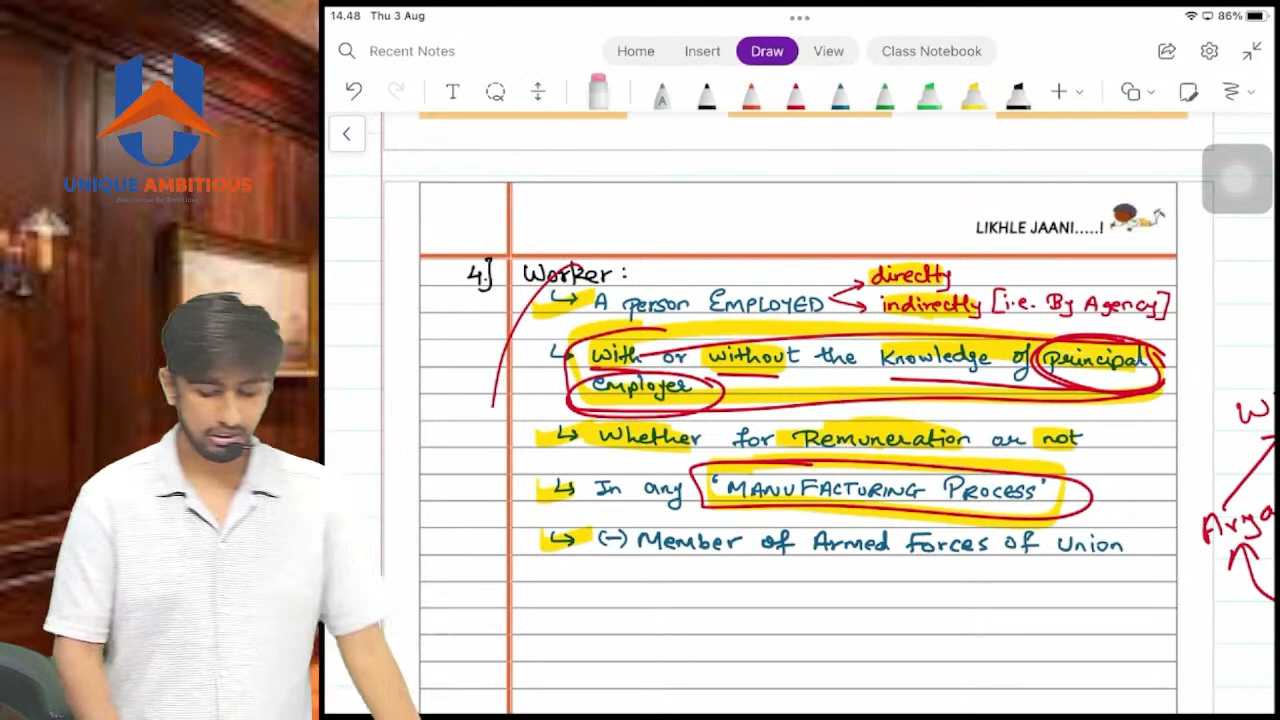 14.48 Thu 3 Aug
86%
Recent Notes
Home Insert Draw View Class Notebook
UNIQUE AMBITIOUS
LIKHLE JAANI.....!
4.] Worker:
↳ A person EMPLOYED directly
indirectly [i.e. By Agency]
↳ With or without the Knowledge of principal
employer
↳ Whether for Remuneration or not
↳ In any 'MANUFACTURING PROCESS'
↳ (-) Member of Armed Forces of Union
W
Arya